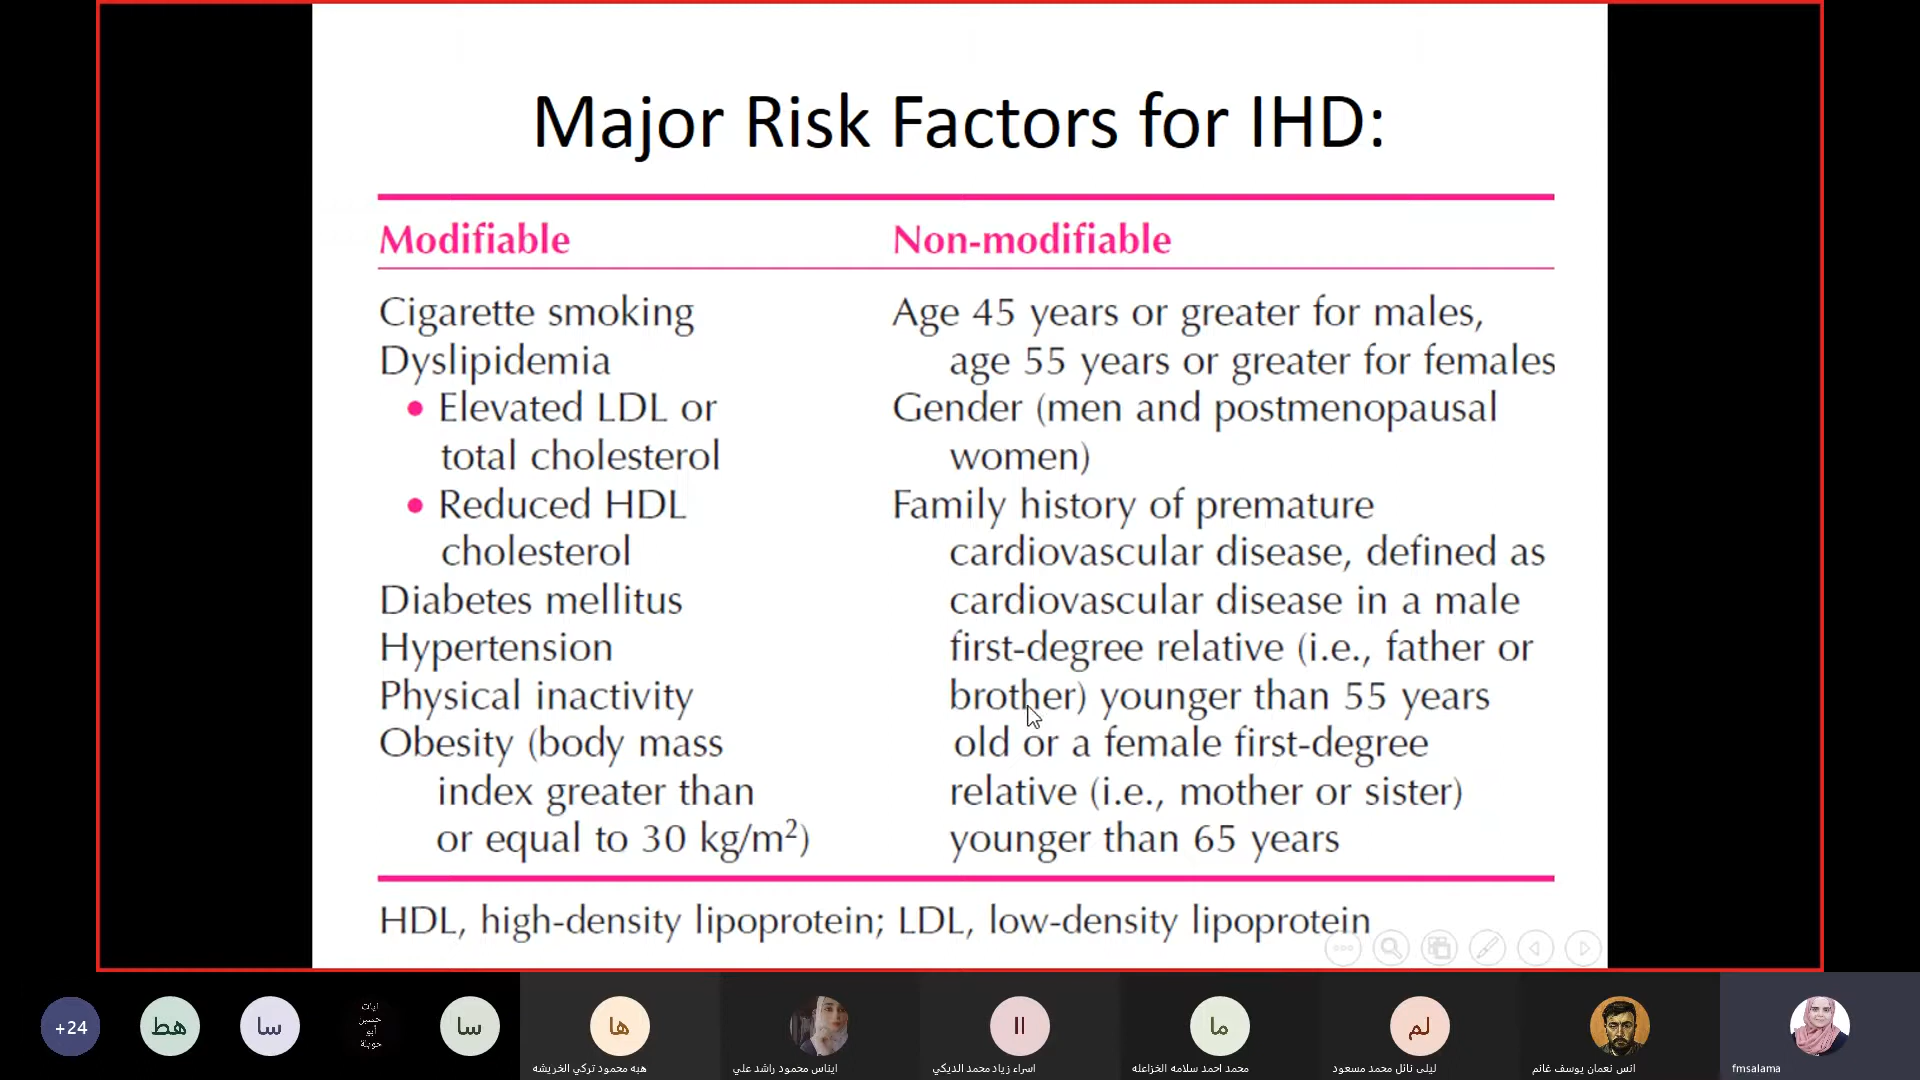 Major Risk Factors for IHD:
Modifiable
Cigarette smoking
Dyslipidemia
• Elevated LDL or
total cholesterol
• Reduced HDL
cholesterol
Diabetes mellitus
Hypertension
Physical inactivity
Obesity (body mass
index greater than
or equal to 30 kg/m²)
Non-modifiable
Age 45 years or greater for males,
age 55 years or greater for females
Gender (men and postmenopausal
women)
Family history of premature
cardiovascular disease, defined as
cardiovascular disease in a male
first-degree relative (i.e., father or
brother) younger than 55 years
old or a female first-degree
relative (i.e., mother or sister)
younger than 65 years
HDL, high-density lipoprotein; LDL, low-density lipoprotein
+24
هط
سا
ايات
حسين
أبو
حويلة
سا
ها
هبه محمود تركي الخريشه
ايناس محمود راشد علي
اا
اسراء زياد محمد الديكي
ما
محمد احمد سلامه الخزاعله
لم
ليلى نائل محمد مسعود
انس نعمان يوسف غانم
fmsalama